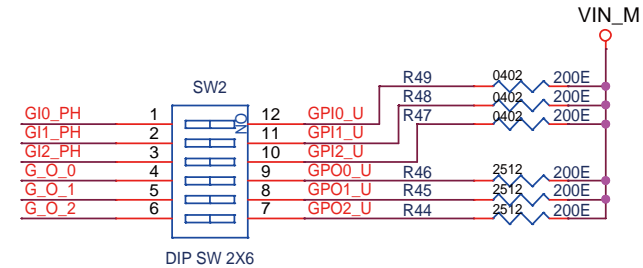 VIN_M
SW2
R49 0402 200E
GI0_PH 1 12 GPI0_U R48 0402 200E
GI1_PH 2 ON 11 GPI1_U R47 0402 200E
GI2_PH 3 10 GPI2_U
G_O_0 4 9 GPO0_U R46 2512 200E
G_O_1 5 8 GPO1_U R45 2512 200E
G_O_2 6 7 GPO2_U R44 2512 200E
DIP SW 2X6